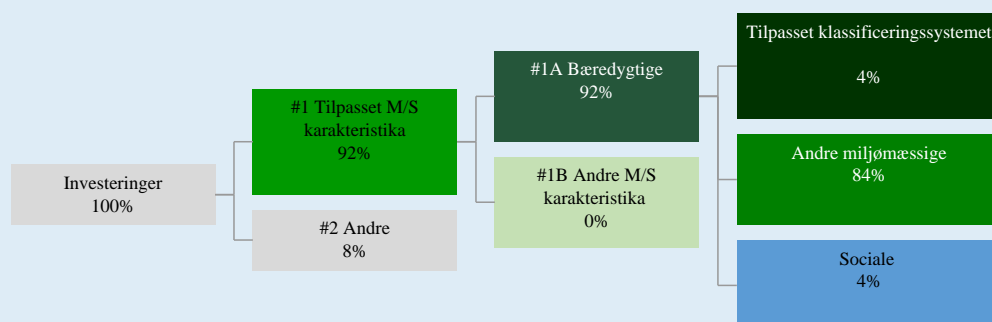 Investeringer
100%
#1 Tilpasset M/S
karakteristika
92%
#2 Andre
8%
#1A Bæredygtige
92%
#1B Andre M/S
karakteristika
0%
Tilpasset klassificeringssystemet
4%
Andre miljømæssige
84%
Sociale
4%